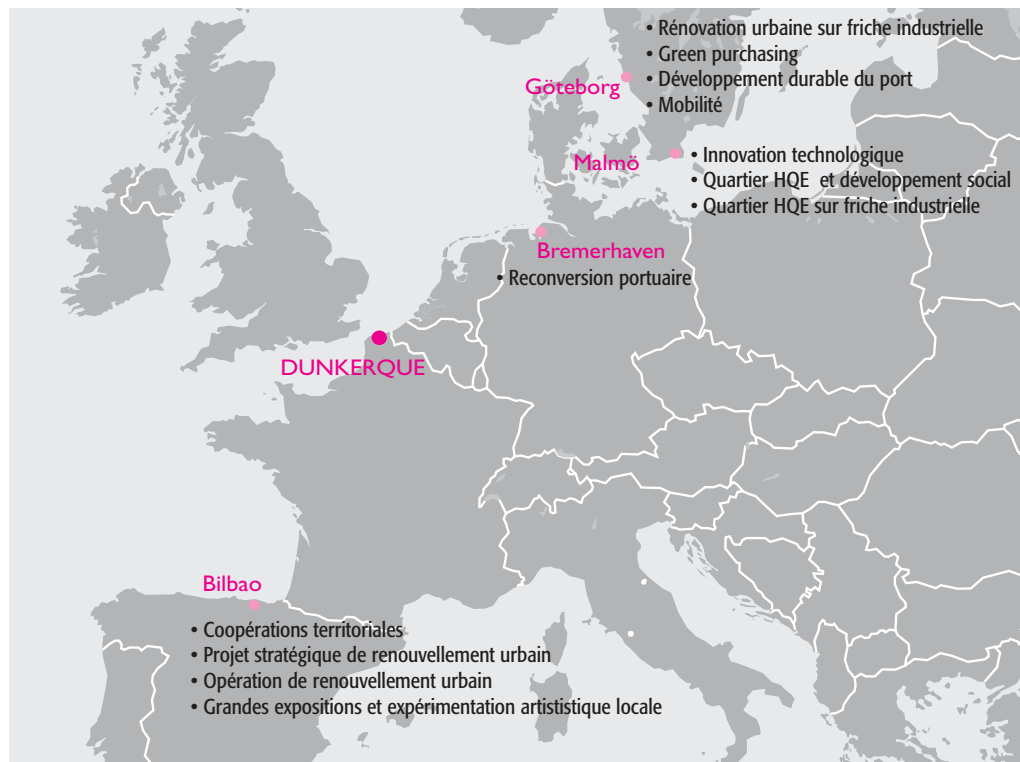 • Rénovation urbaine sur friche industrielle
• Green purchasing
• Développement durable du port
• Mobilité
Göteborg
Malmö
• Innovation technologique
• Quartier HQE et développement social
• Quartier HQE sur friche industrielle
Bremerhaven
• Reconversion portuaire
DUNKERQUE
Bilbao
• Coopérations territoriales
• Projet stratégique de renouvellement urbain
• Opération de renouvellement urbain
• Grandes expositions et expérimentation artististique locale